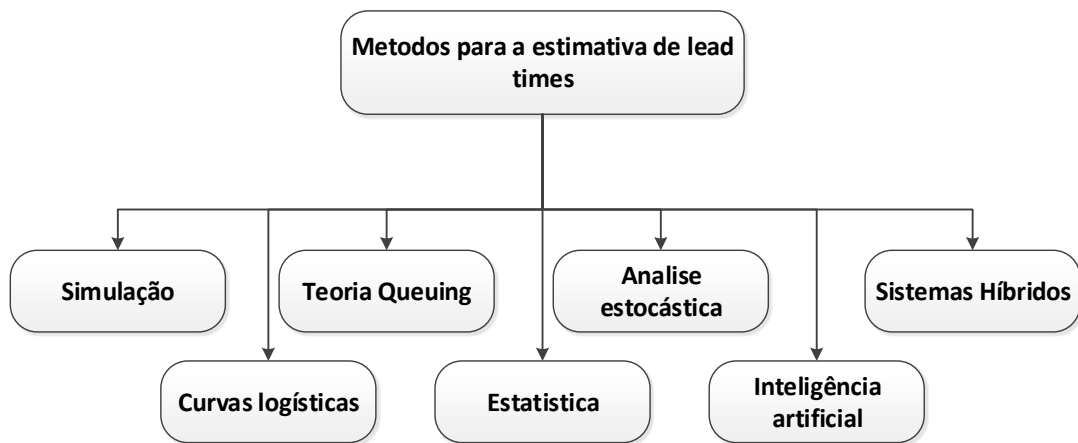 Metodos para a estimativa de lead
times
Simulação
Teoria Queuing
Analise
estocástica
Sistemas Híbridos
Curvas logísticas
Estatistica
Inteligência
artificial